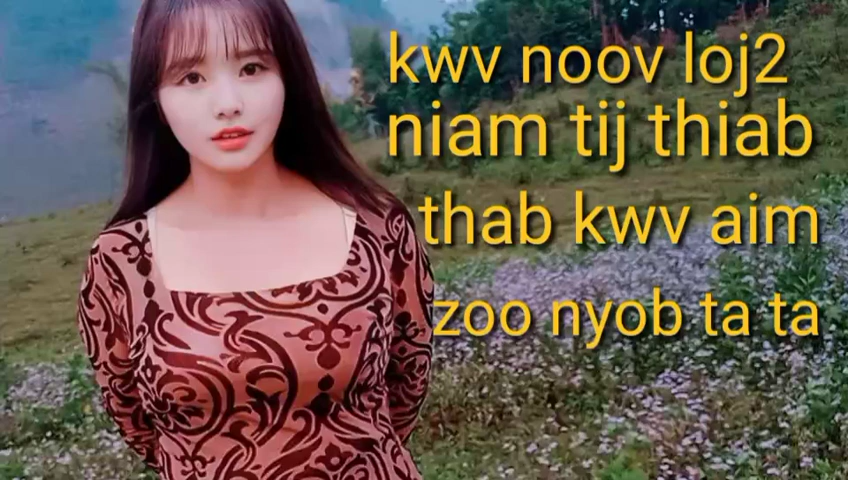 kwv noov loj2
niam tij thiab
thab kwv aim
zoo nyob ta ta